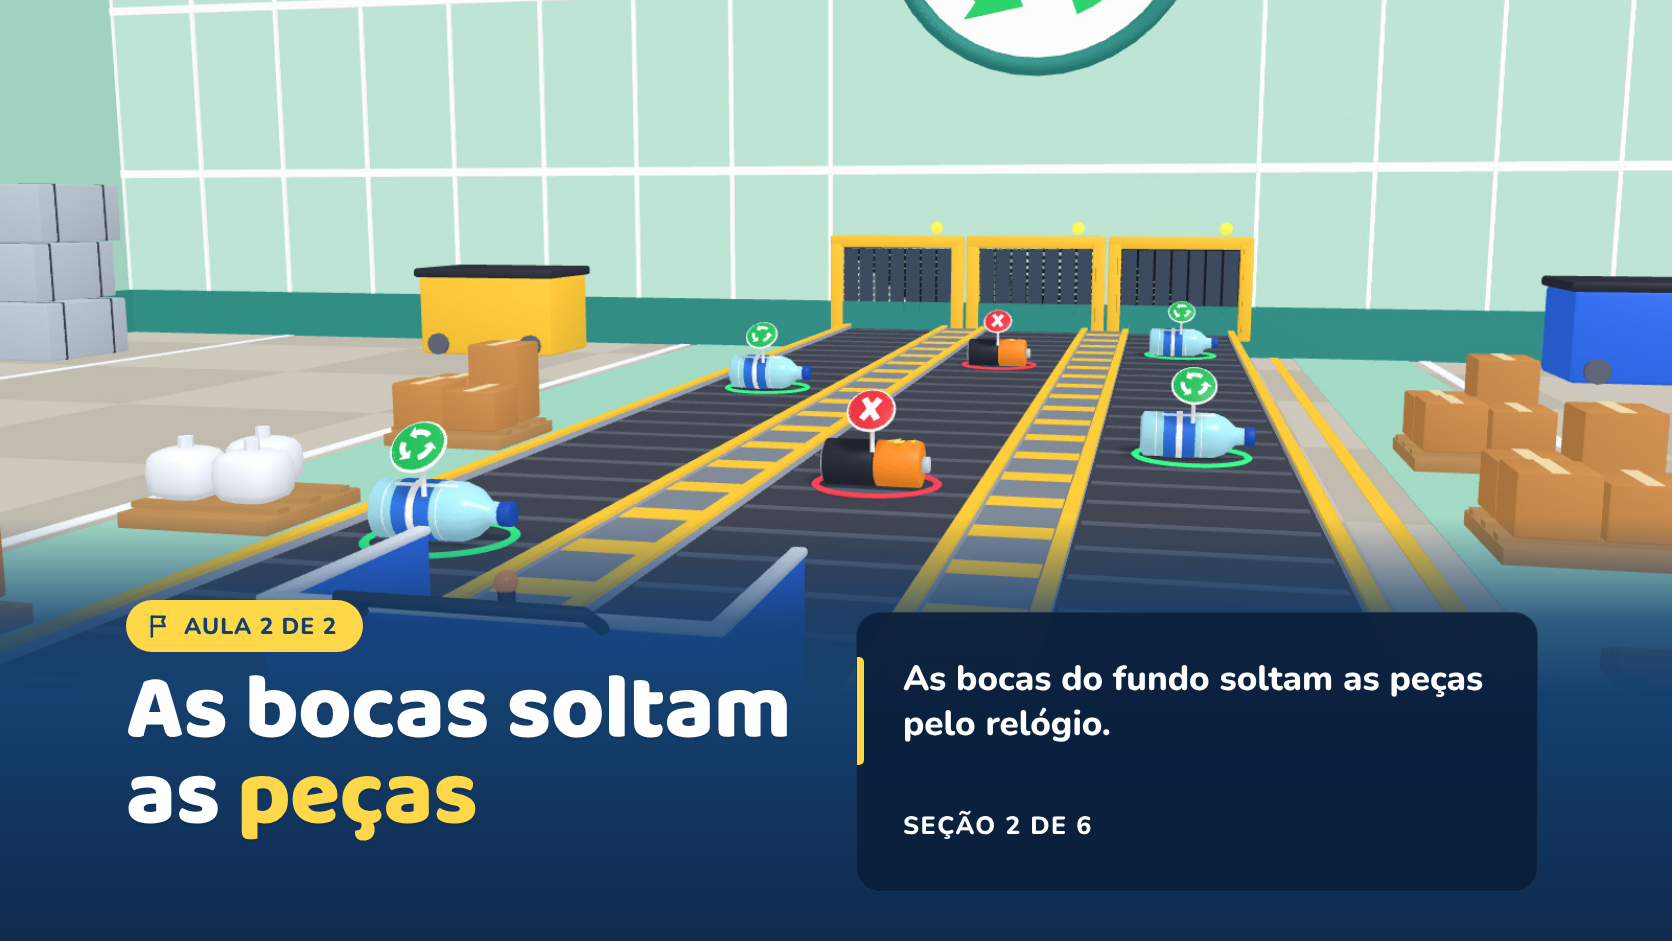 AULA 2 DE 2
As bocas soltam
as peças
As bocas do fundo soltam as peças
pelo relógio.
SEÇÃO 2 DE 6